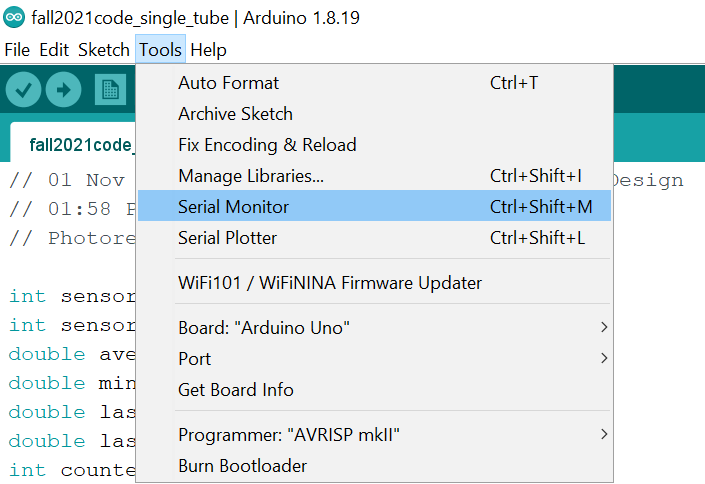 fall2021code_single_tube | Arduino 1.8.19
File Edit Sketch Tools Help
Auto Format Ctrl+T
Archive Sketch
Fix Encoding & Reload
Manage Libraries... Ctrl+Shift+I
Serial Monitor Ctrl+Shift+M
Serial Plotter Ctrl+Shift+L
WiFi101 / WiFiNINA Firmware Updater
Board: "Arduino Uno"
Port
Get Board Info
Programmer: "AVRISP mkII"
Burn Bootloader
fall2021code_
// 01 Nov Design
// 01:58 P
// Photore
int sensor
int sensor
double ave
double min
double las
double las
int counte